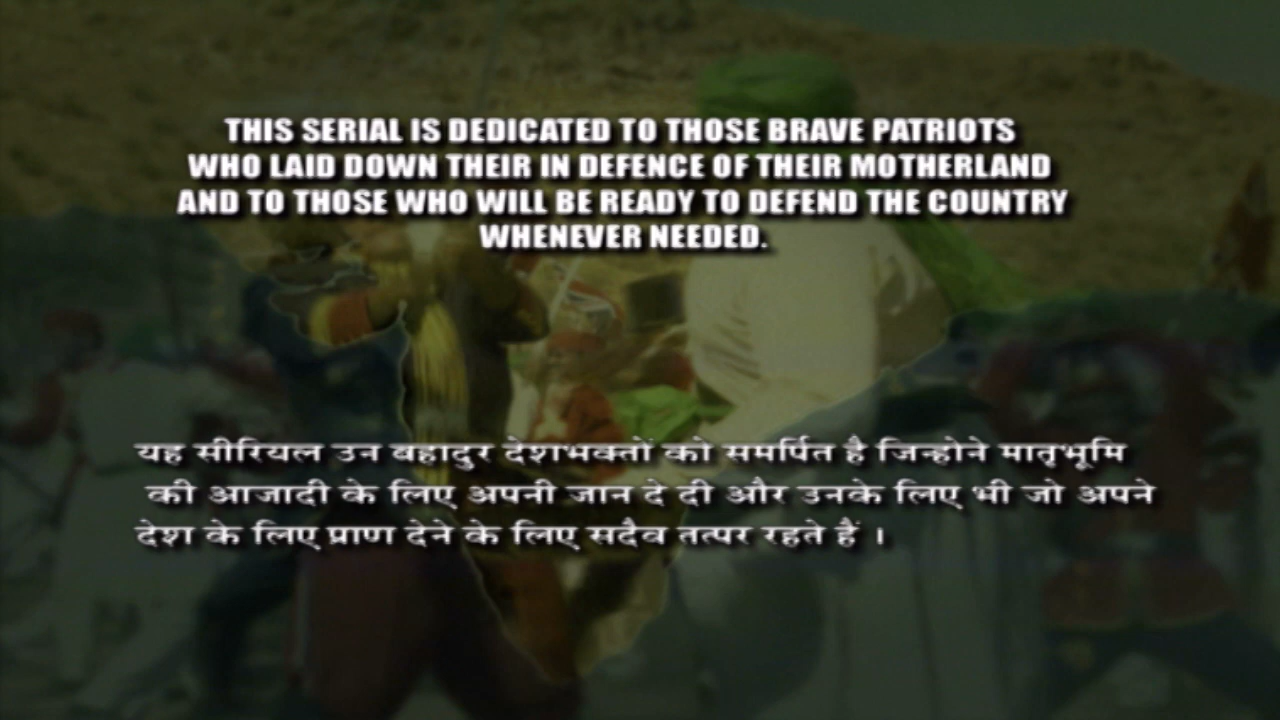 THIS SERIAL IS DEDICATED TO THOSE BRAVE PATRIOTS
WHO LAID DOWN THEIR IN DEFENCE OF THEIR MOTHERLAND
AND TO THOSE WHO WILL BE READY TO DEFEND THE COUNTRY
WHENEVER NEEDED.
यह सीरियल उन बहादुर देशभक्तों को समर्पित है जिन्होने मातृभूमि
की आजादी के लिए अपनी जान दे दी और उनके लिए भी जो अपने
देश के लिए प्राण देने के लिए सदैव तत्पर रहते हैं ।